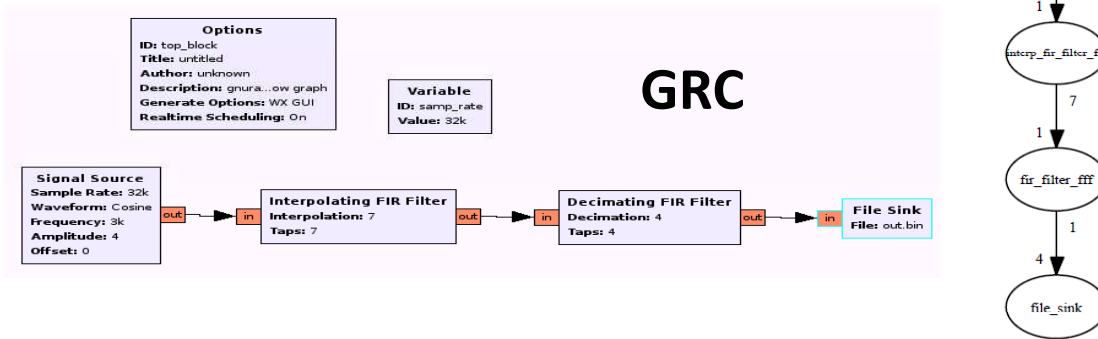 Options
ID: top_block
Title: untitled
Author: unknown
Description: gnura...ow graph
Generate Options: WX GUI
Realtime Scheduling: On
Variable
ID: samp_rate
Value: 32k
GRC
Signal Source
Sample Rate: 32k
Waveform: Cosine
Frequency: 3k
Amplitude: 4
Offset: 0
out
in
Interpolating FIR Filter
Interpolation: 7
Taps: 7
out
in
Decimating FIR Filter
Decimation: 4
Taps: 4
out
in
File Sink
File: out.bin
1
interp_fir_filter_f
7
1
fir_filter_fff
1
4
file_sink